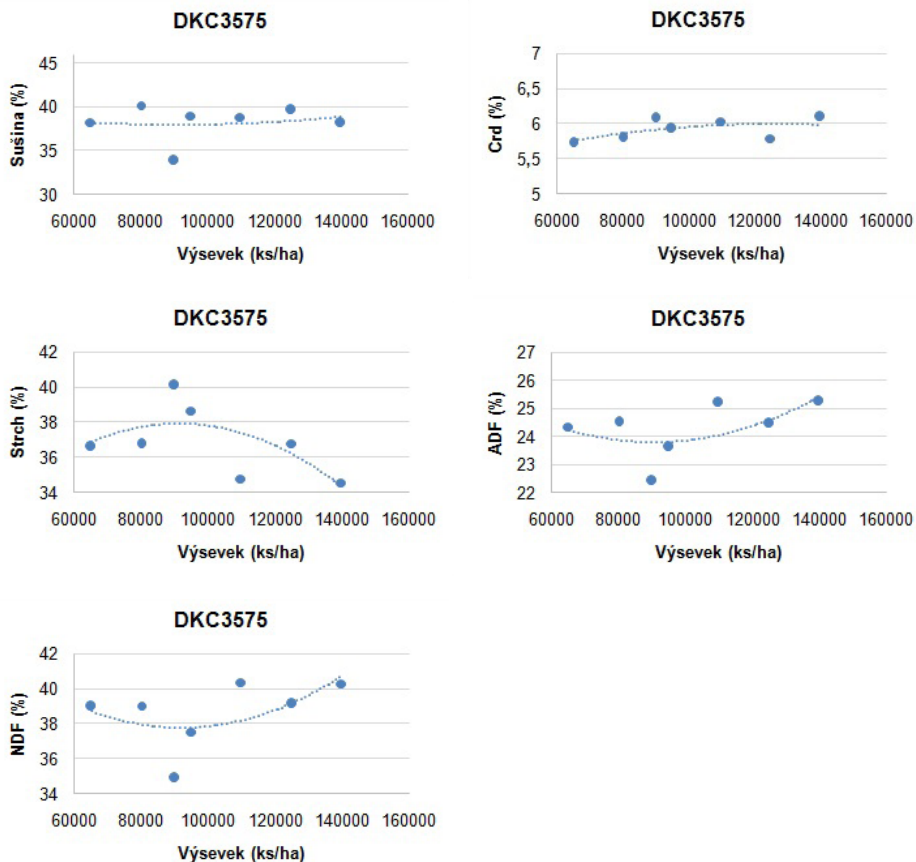 DKC3575
Sušina (%)
45
40
35
30
60000 80000 100000 120000 140000 160000
Výsevek (ks/ha)
DKC3575
Crd (%)
7
6,5
6
5,5
5
60000 80000 100000 120000 140000 160000
Výsevek (ks/ha)
DKC3575
Strch (%)
42
40
38
36
34
60000 80000 100000 120000 140000 160000
Výsevek (ks/ha)
DKC3575
ADF (%)
27
26
25
24
23
22
60000 80000 100000 120000 140000 160000
Výsevek (ks/ha)
DKC3575
NDF (%)
42
40
38
36
34
60000 80000 100000 120000 140000 160000
Výsevek (ks/ha)